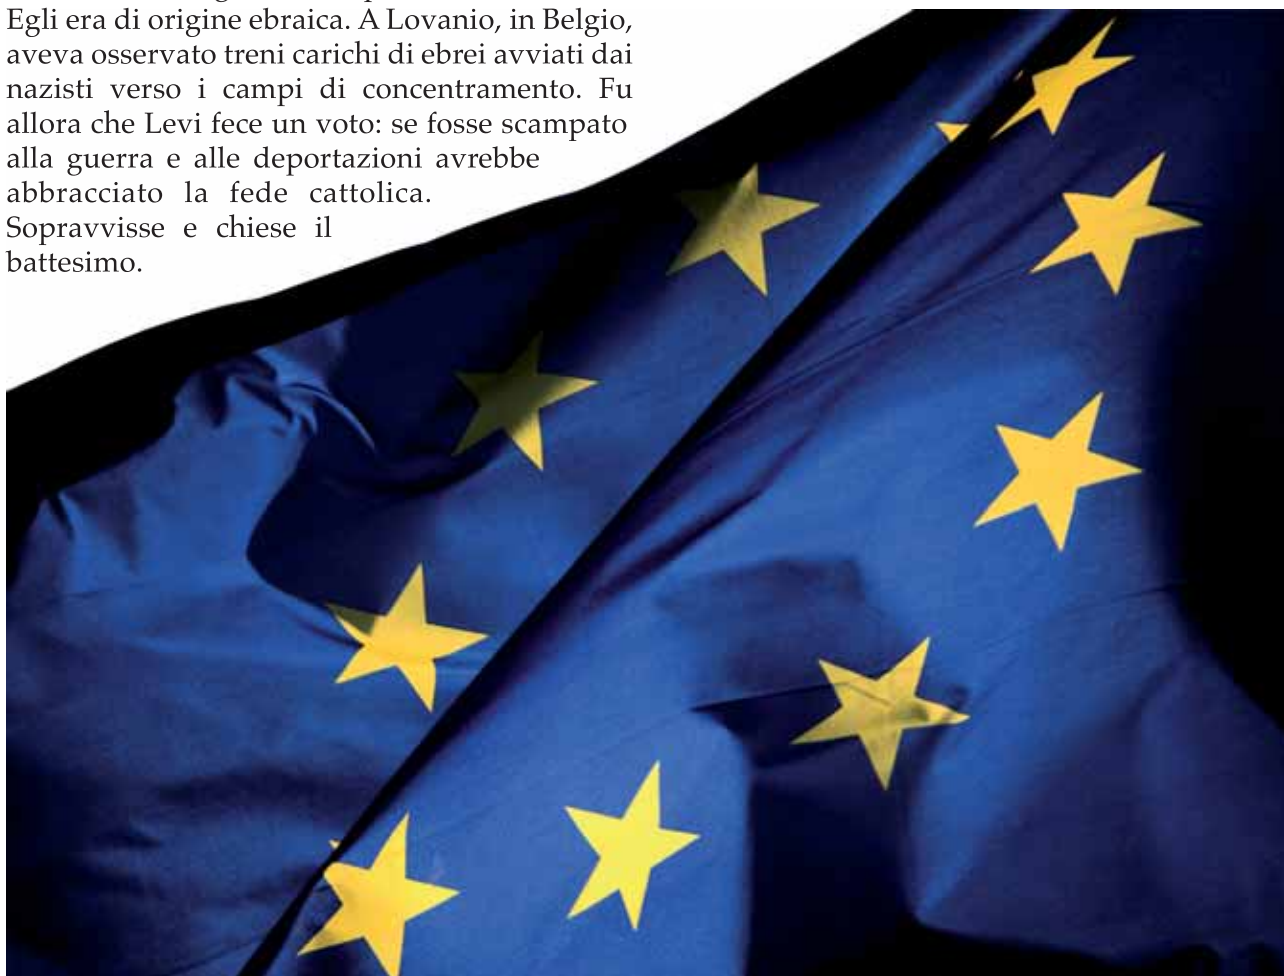 Egli era di origine ebraica. A Lovanio, in Belgio,
aveva osservato treni carichi di ebrei avviati dai
nazisti verso i campi di concentramento. Fu
allora che Levi fece un voto: se fosse scampato
alla guerra e alle deportazioni avrebbe
abbracciato la fede cattolica.
Sopravvisse e chiese il
battesimo.